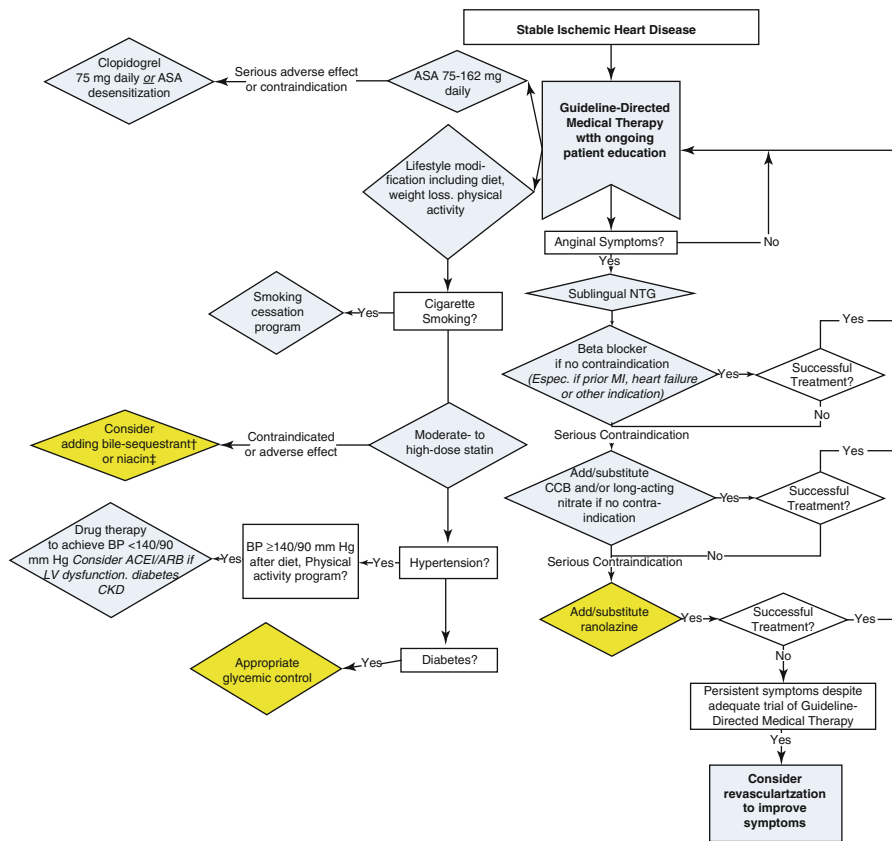 Stable Ischemic Heart Disease
Clopidogrel
75 mg daily or ASA
desensitization
Serious adverse effect
or contraindication
ASA 75-162 mg
daily
Guideline-Directed
Medical Therapy
wtth ongoing
patient education
Lifestyle modi-
fication including diet,
weight loss. physical
activity
Anginal Symptoms?
No
Yes
Sublingual NTG
Smoking
cessation
program
Yes
Cigarette
Smoking?
Beta blocker
if no contraindication
(Espec. if prior MI, heart failure
or other indication)
Yes
Successful
Treatment?
Yes
No
Serious Contraindication
Consider
adding bile-sequestrant†
or niacin‡
Contraindicated
or adverse effect
Moderate- to
high-dose statin
Add/substitute
CCB and/or long-acting
nitrate if no contra-
indication
Yes
Successful
Treatment?
Yes
No
Serious Contraindication
Drug therapy
to achieve BP <140/90
mm Hg Consider ACEI/ARB if
LV dysfunction. diabetes
CKD
Yes
BP ≥140/90 mm Hg
after diet, Physical
activity program?
Yes
Hypertension?
Add/substitute
ranolazine
Yes
Successful
Treatment?
Yes
No
Appropriate
glycemic control
Yes
Diabetes?
Persistent symptoms despite
adequate trial of Guideline-
Directed Medical Therapy
Yes
Consider
revasculartzation
to improve
symptoms